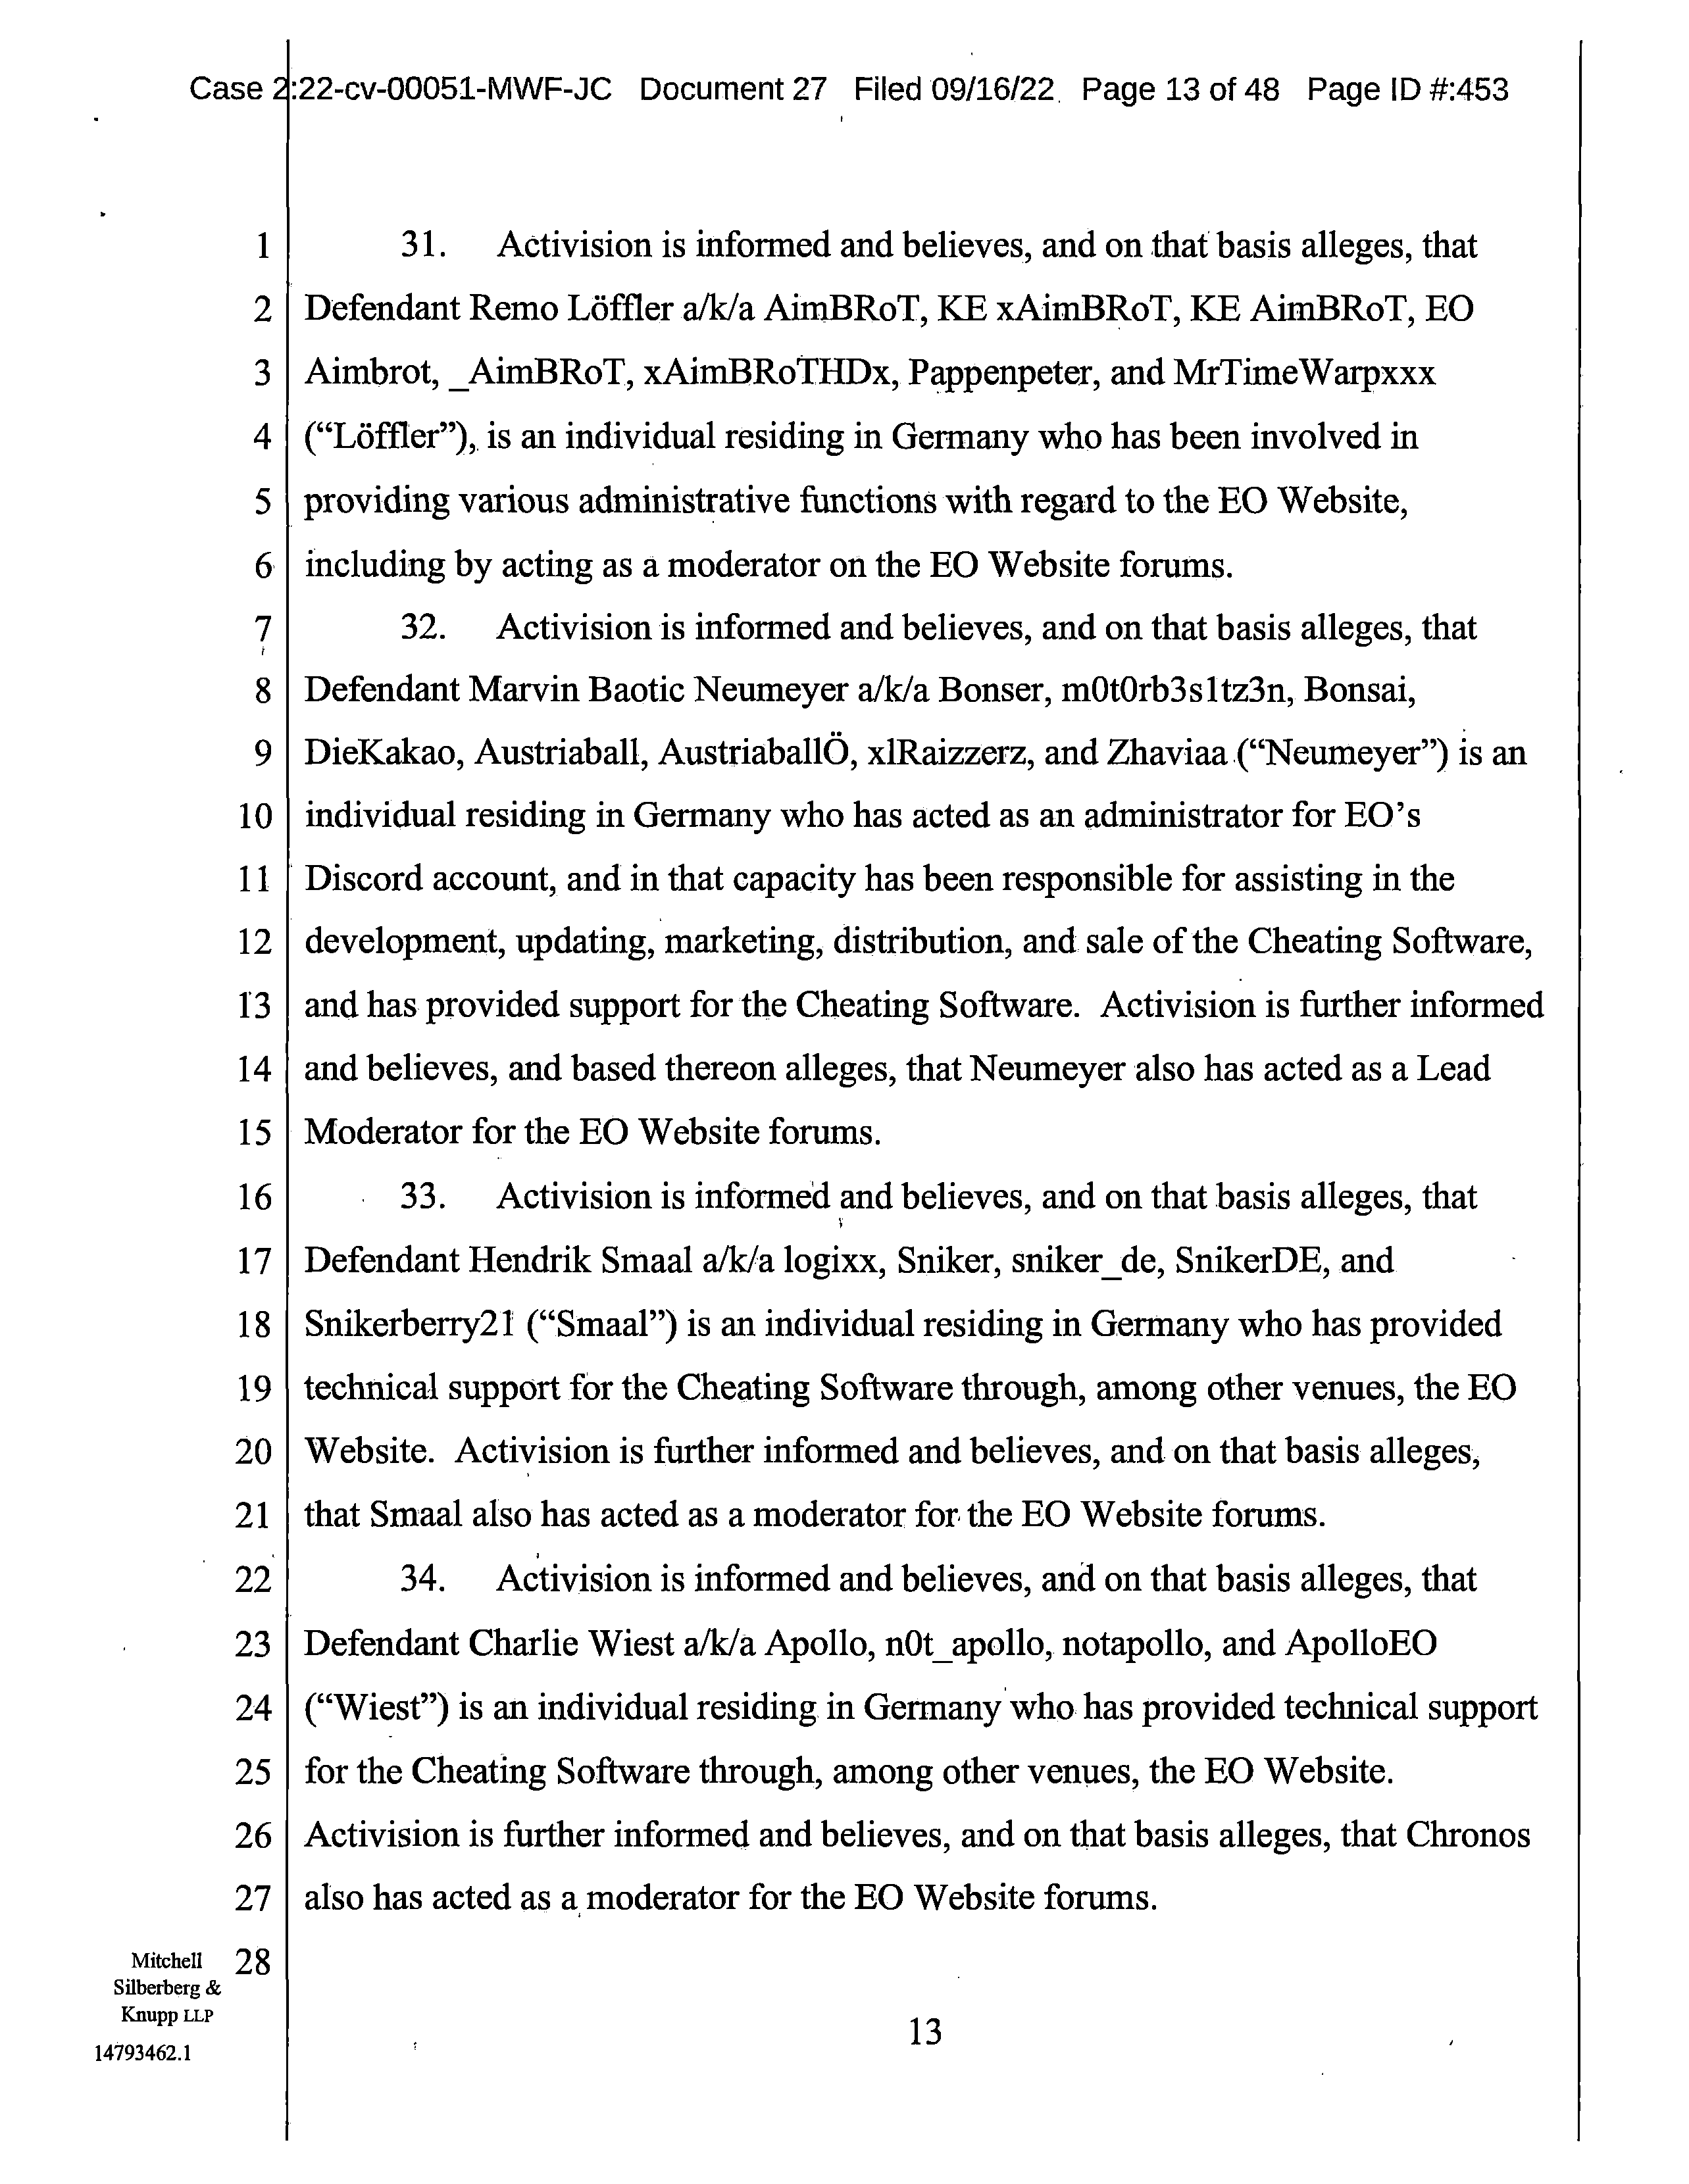 Case 2:22-cv-00051-MWF-JC Document 27 Filed 09/16/22 Page 13 of 48 Page ID #:453
1 31. Activision is informed and believes, and on that basis alleges, that
2 Defendant Remo Löffler a/k/a AimBRoT, KE xAimBRoT, KE AimBRoT, EO
3 Aimbrot, _AimBRoT, xAimBRoTHDx, Pappenpeter, and MrTimeWarpxxx
4 (“Löffler”), is an individual residing in Germany who has been involved in
5 providing various administrative functions with regard to the EO Website,
6 including by acting as a moderator on the EO Website forums.
7 32. Activision is informed and believes, and on that basis alleges, that
8 Defendant Marvin Baotic Neumeyer a/k/a Bonser, m0t0rb3s1tz3n, Bonsai,
9 DieKakao, Austriaball, AustriaballÖ, xlRaizzerz, and Zhaviaa (“Neumeyer”) is an
10 individual residing in Germany who has acted as an administrator for EO’s
11 Discord account, and in that capacity has been responsible for assisting in the
12 development, updating, marketing, distribution, and sale of the Cheating Software,
13 and has provided support for the Cheating Software. Activision is further informed
14 and believes, and based thereon alleges, that Neumeyer also has acted as a Lead
15 Moderator for the EO Website forums.
16 33. Activision is informed and believes, and on that basis alleges, that
17 Defendant Hendrik Smaal a/k/a logixx, Sniker, sniker_de, SnikerDE, and
18 Snikerberry21 (“Smaal”) is an individual residing in Germany who has provided
19 technical support for the Cheating Software through, among other venues, the EO
20 Website. Activision is further informed and believes, and on that basis alleges,
21 that Smaal also has acted as a moderator for the EO Website forums.
22 34. Activision is informed and believes, and on that basis alleges, that
23 Defendant Charlie Wiest a/k/a Apollo, n0t_apollo, notapollo, and ApolloEO
24 (“Wiest”) is an individual residing in Germany who has provided technical support
25 for the Cheating Software through, among other venues, the EO Website.
26 Activision is further informed and believes, and on that basis alleges, that Chronos
27 also has acted as a moderator for the EO Website forums.
28
Mitchell
Silberberg &
Knupp LLP
14793462.1
13